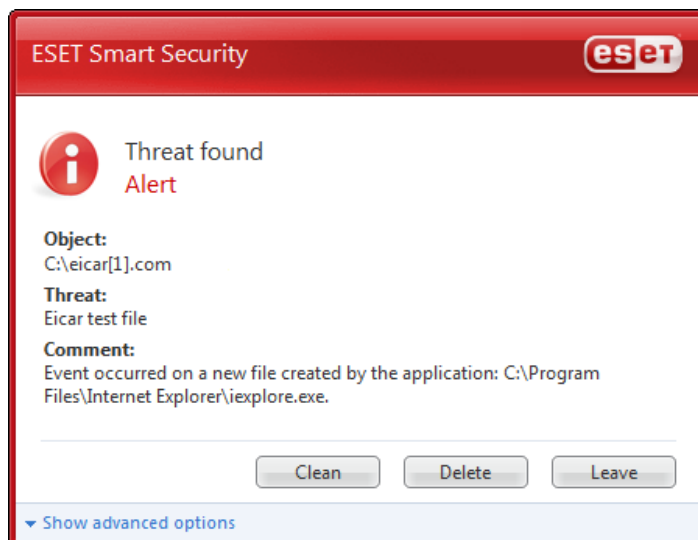 ESET Smart Security
eset
Threat found
Alert
Object:
C:\eicar[1].com
Threat:
Eicar test file
Comment:
Event occurred on a new file created by the application: C:\Program
Files\Internet Explorer\iexplore.exe.
Clean
Delete
Leave
Show advanced options